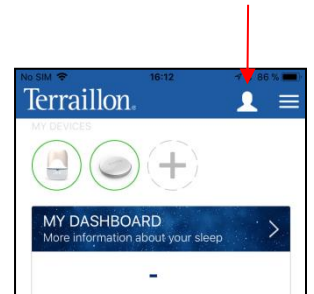 No SIM 16:12 86 %
Terraillon.
MY DEVICES
MY DASHBOARD
More information about your sleep
-